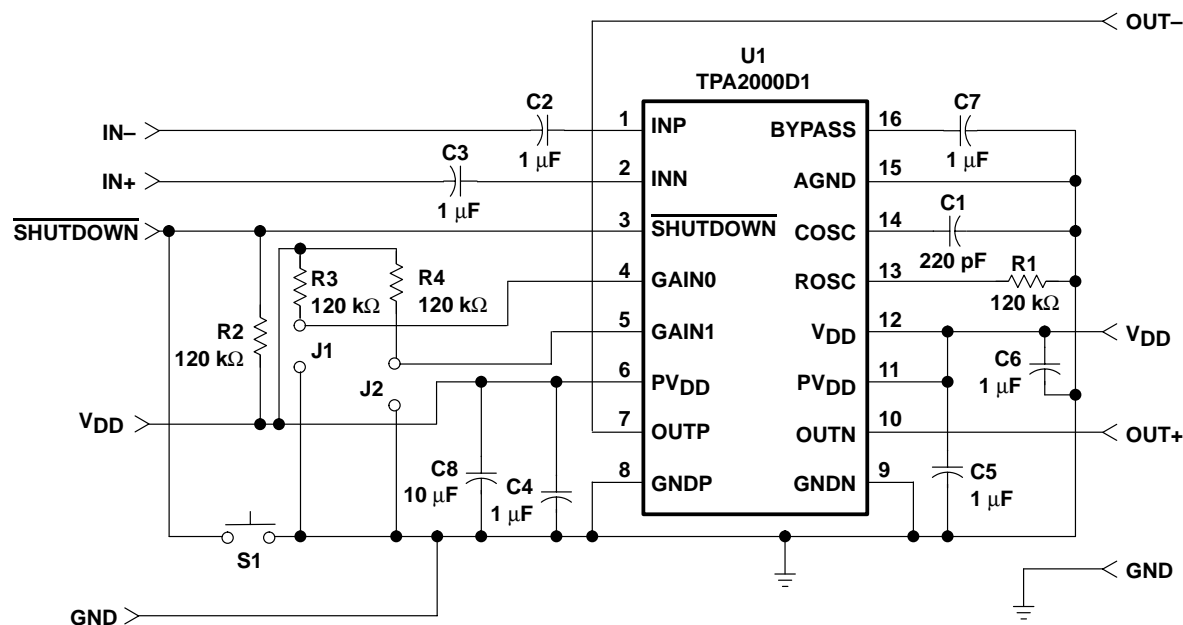 OUT–
U1
TPA2000D1
C2
C7
IN–
1
INP
BYPASS
16
1 μF
1 μF
C3
IN+
2
INN
AGND
15
1 μF
C1
SHUTDOWN
3
SHUTDOWN
COSC
14
220 pF
R1
R3
R4
4
GAIN0
ROSC
13
120 kΩ
120 kΩ
120 kΩ
R2
5
GAIN1
VDD
12
VDD
120 kΩ
J1
C6
J2
6
PVDD
PVDD
11
1 μF
VDD
7
OUTP
OUTN
10
OUT+
C8
8
GNDP
GNDN
9
C5
10 μF
C4
1 μF
1 μF
S1
GND
GND